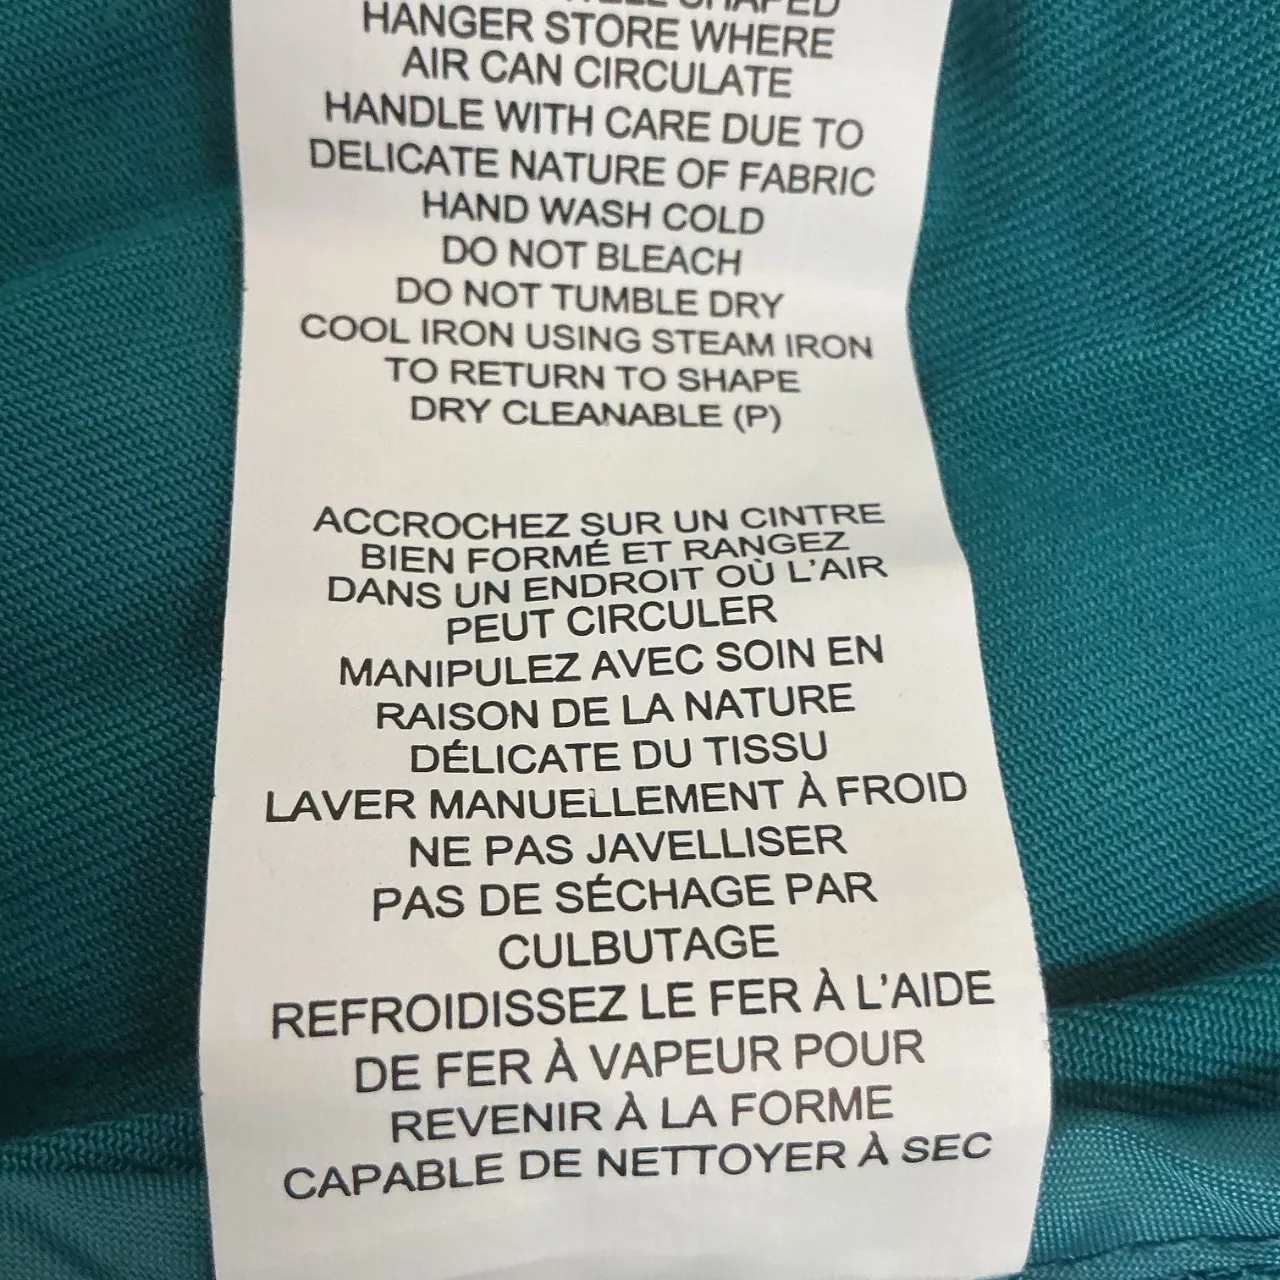 SHAPED
HANGER STORE WHERE
AIR CAN CIRCULATE
HANDLE WITH CARE DUE TO
DELICATE NATURE OF FABRIC
HAND WASH COLD
DO NOT BLEACH
DO NOT TUMBLE DRY
COOL IRON USING STEAM IRON
TO RETURN TO SHAPE
DRY CLEANABLE (P)
ACCROCHEZ SUR UN CINTRE
BIEN FORMÉ ET RANGEZ
DANS UN ENDROIT OÙ L'AIR
PEUT CIRCULER
MANIPULEZ AVEC SOIN EN
RAISON DE LA NATURE
DÉLICATE DU TISSU
LAVER MANUELLEMENT À FROID
NE PAS JAVELLISER
PAS DE SÉCHAGE PAR
CULBUTAGE
REFROIDISSEZ LE FER À L'AIDE
DE FER À VAPEUR POUR
REVENIR À LA FORME
CAPABLE DE NETTOYER À SEC